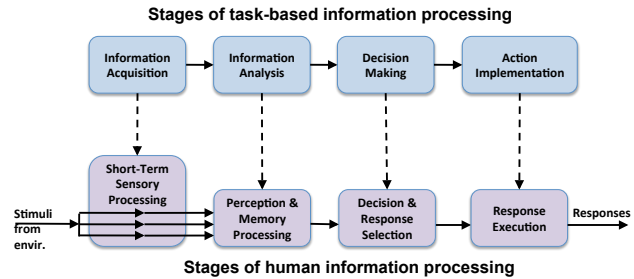 Stages of task-based information processing
Information
Acquisition
Information
Analysis
Decision
Making
Action
Implementation
Short-Term
Sensory
Processing
Stimuli
from
envir.
Perception &
Memory
Processing
Decision &
Response
Selection
Response
Execution
Responses
Stages of human information processing